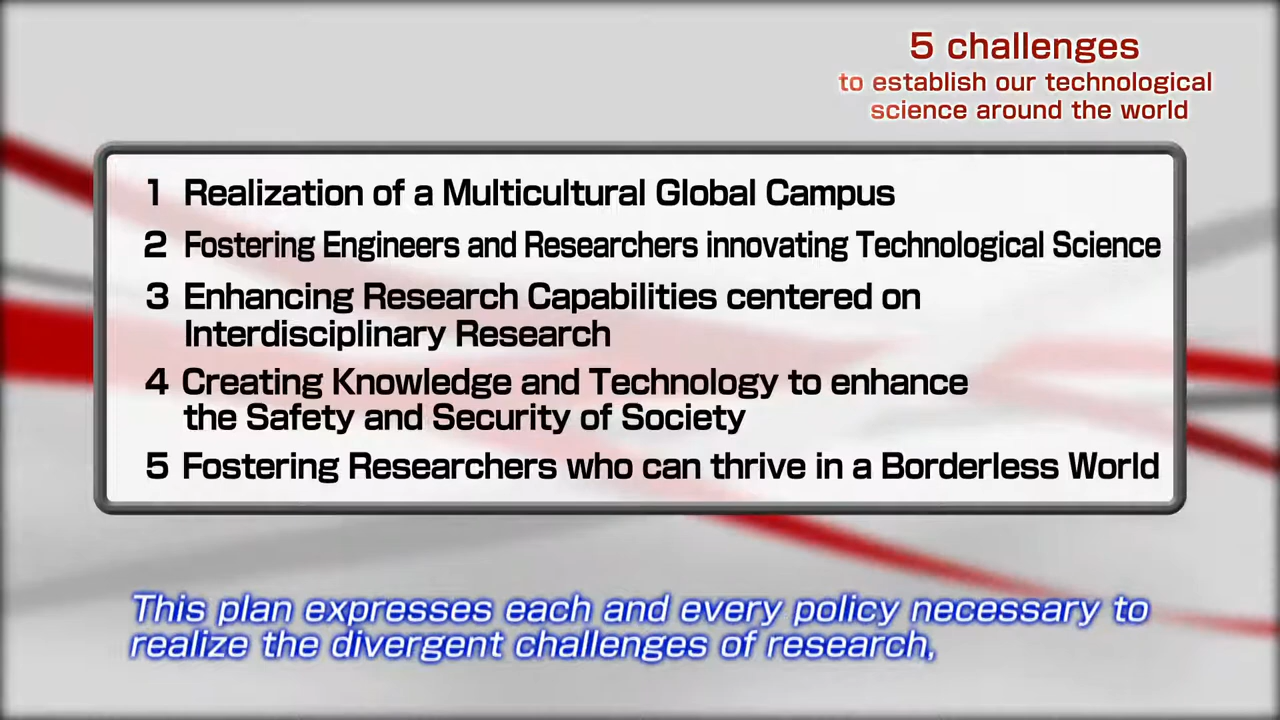 5 challenges
to establish our technological
science around the world
1 Realization of a Multicultural Global Campus
2 Fostering Engineers and Researchers innovating Technological Science
3 Enhancing Research Capabilities centered on
Interdisciplinary Research
4 Creating Knowledge and Technology to enhance
the Safety and Security of Society
5 Fostering Researchers who can thrive in a Borderless World
This plan expresses each and every policy necessary to
realize the divergent challenges of research,